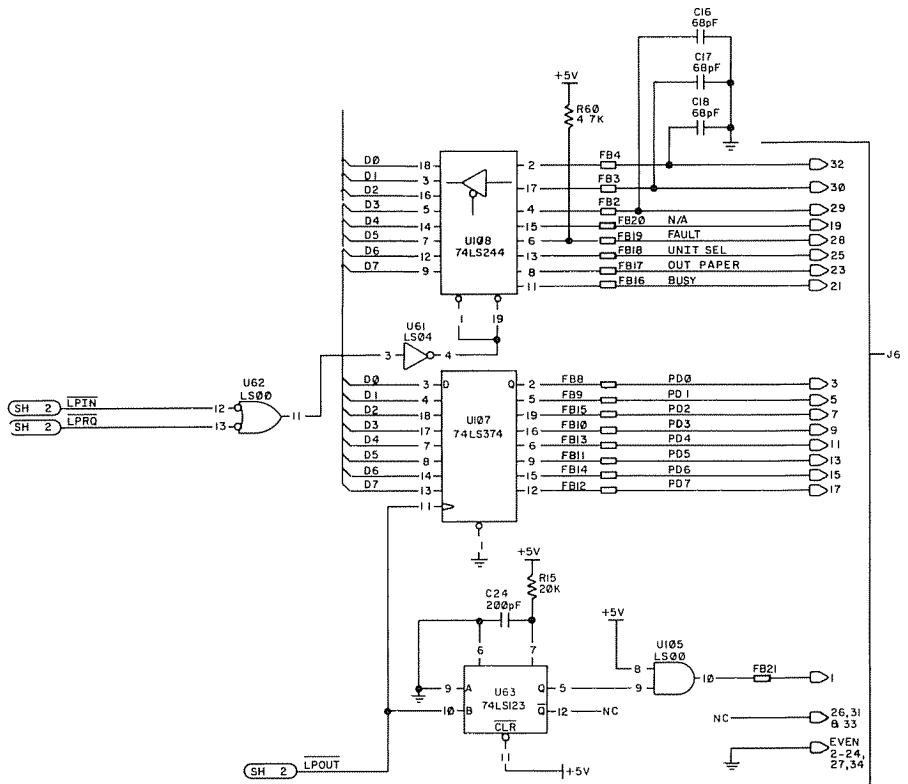 C16
68pF
C17
68pF
+5V
C18
68pF
R60
4.7K
D0 18 2 FB4 32
D1 3 17 FB3 30
D2 16 4 FB2 29
D3 5 15 FB20 N/A 19
D4 14 6 FB19 FAULT 28
D5 7 13 FB18 UNIT SEL 25
D6 12 8 FB17 OUT PAPER 23
D7 9 11 FB16 BUSY 21
U108
74LS244
1 19
U61
LS04
3 4
J6
U62
LS00
SH 2 LPIN 12
SH 2 LPRQ 13
11
D0 3 D Q 2 FB8 PD0 3
D1 4 5 FB9 PD1 5
D2 18 19 FB15 PD2 7
D3 17 16 FB10 PD3 9
D4 7 6 FB13 PD4 11
D5 8 9 FB11 PD5 13
D6 14 15 FB14 PD6 15
D7 13 12 FB12 PD7 17
U107
74LS374
11
1
+5V
R15
20K
C24
200pF
+5V
U105
LS00
6 7
8
9 10 FB21 1
9 A Q 5
U63
74LS123
10 B Q 12 NC
CLR
11
+5V
NC 26,31
& 33
EVEN
2-24,
27,34
SH 2 LPOUT